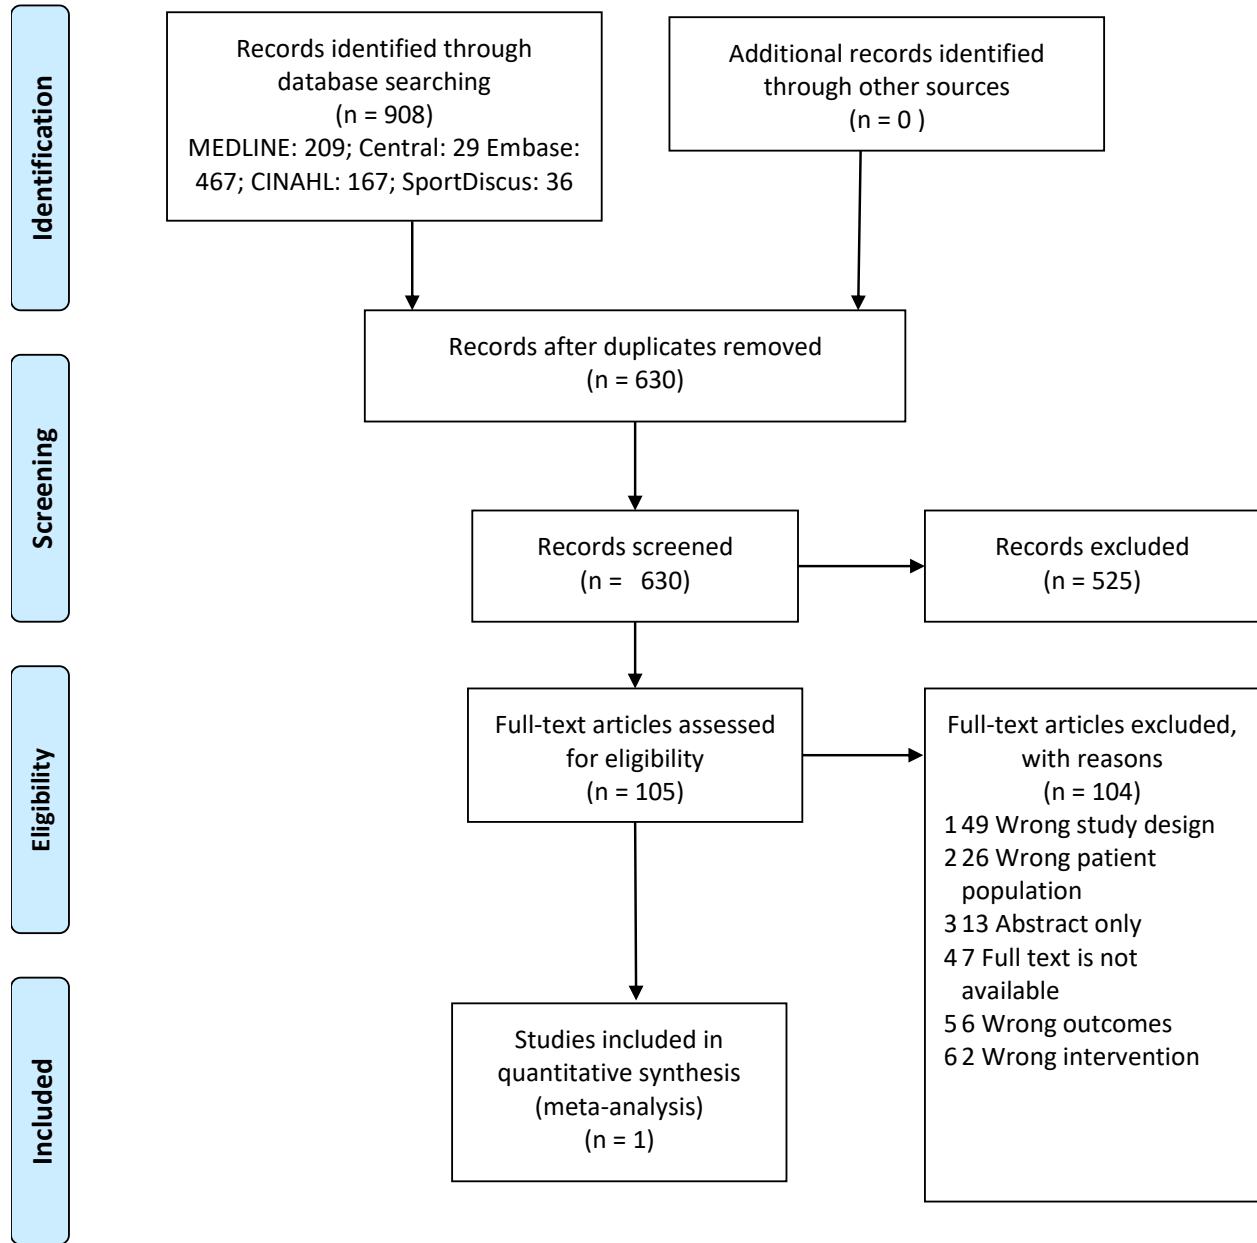 Identification
Records identified through
database searching
(n = 908)
MEDLINE: 209; Central: 29 Embase:
467; CINAHL: 167; SportDiscus: 36
Additional records identified
through other sources
(n = 0 )
Records after duplicates removed
(n = 630)
Screening
Records screened
(n =   630)
Records excluded
(n = 525)
Eligibility
Full-text articles assessed
for eligibility
(n = 105)
Full-text articles excluded,
with reasons
(n = 104)
1 49 Wrong study design
2 26 Wrong patient
population
3 13 Abstract only
4 7 Full text is not
available
5 6 Wrong outcomes
6 2 Wrong intervention
Included
Studies included in
quantitative synthesis
(meta-analysis)
(n = 1)